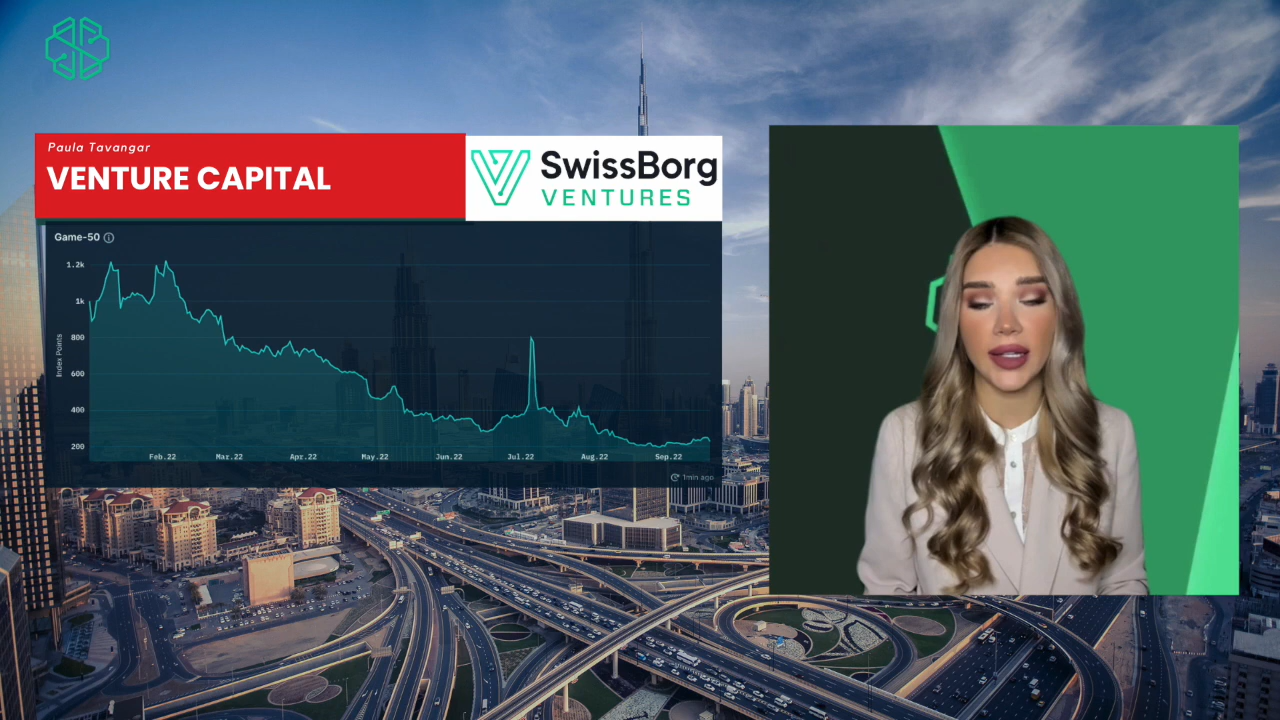 Paula Tavangar
VENTURE CAPITAL
SwissBorg
VENTURES
Game-50
1.2k
1k
800
600
400
200
Index Points
Feb.22 Mar.22 Apr.22 May.22 Jun.22 Jul.22 Aug.22 Sep.22
1min ago